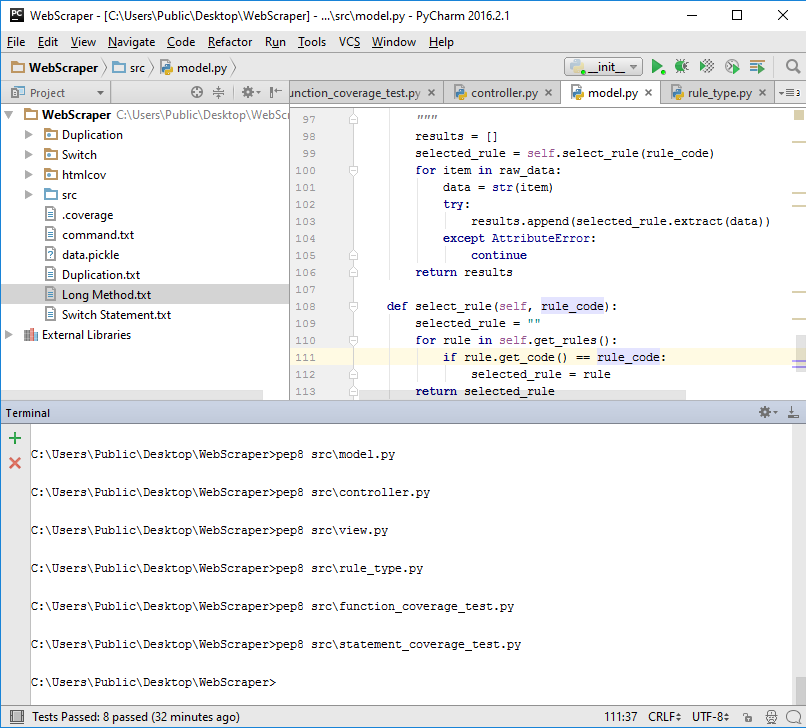 WebScraper - [C:\Users\Public\Desktop\WebScraper] - ...\src\model.py - PyCharm 2016.2.1
File Edit View Navigate Code Refactor Run Tools VCS Window Help
WebScraper src model.py __init__
Project
unction_coverage_test.py controller.py model.py rule_type.py
WebScraper C:\Users\Public\Desktop\WebScr
Duplication
Switch
htmlcov
src
.coverage
command.txt
data.pickle
Duplication.txt
Long Method.txt
Switch Statement.txt
External Libraries
97 """
98 results = []
99 selected_rule = self.select_rule(rule_code)
100 for item in raw_data:
101 data = str(item)
102 try:
103 results.append(selected_rule.extract(data))
104 except AttributeError:
105 continue
106 return results
107
108 def select_rule(self, rule_code):
109 selected_rule = ""
110 for rule in self.get_rules():
111 if rule.get_code() == rule_code:
112 selected_rule = rule
113 return selected_rule
Terminal
C:\Users\Public\Desktop\WebScraper>pep8 src\model.py
C:\Users\Public\Desktop\WebScraper>pep8 src\controller.py
C:\Users\Public\Desktop\WebScraper>pep8 src\view.py
C:\Users\Public\Desktop\WebScraper>pep8 src\rule_type.py
C:\Users\Public\Desktop\WebScraper>pep8 src\function_coverage_test.py
C:\Users\Public\Desktop\WebScraper>pep8 src\statement_coverage_test.py
C:\Users\Public\Desktop\WebScraper>
Tests Passed: 8 passed (32 minutes ago) 111:37 CRLF UTF-8